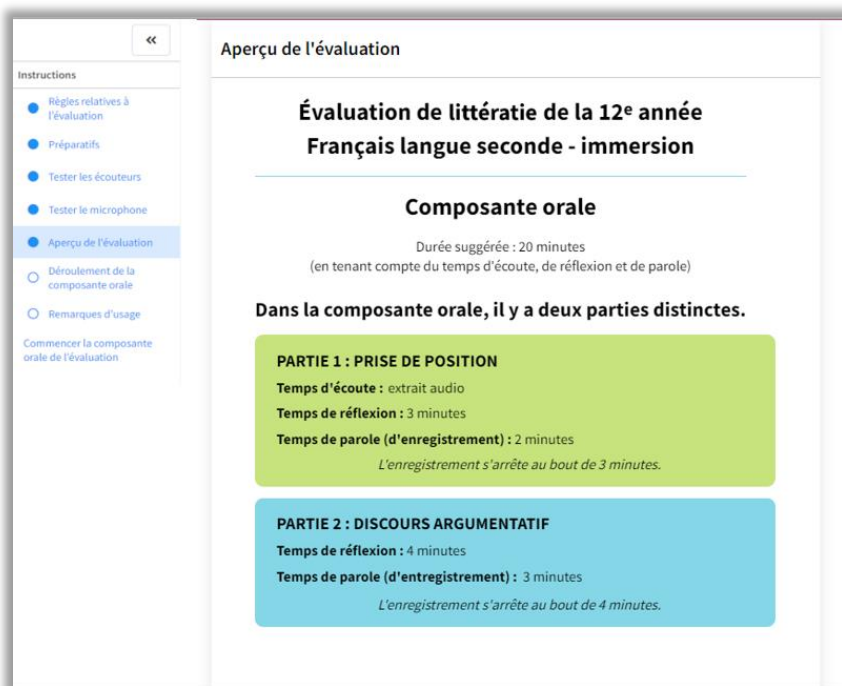 «
Instructions
Règles relatives à
l'évaluation
Préparatifs
Tester les écouteurs
Tester le microphone
Aperçu de l'évaluation
Déroulement de la
composante orale
Remarques d'usage
Commencer la composante
orale de l'évaluation
Aperçu de l'évaluation
Évaluation de littératie de la 12e année
Français langue seconde - immersion
Composante orale
Durée suggérée : 20 minutes
(en tenant compte du temps d'écoute, de réflexion et de parole)
Dans la composante orale, il y a deux parties distinctes.
PARTIE 1 : PRISE DE POSITION
Temps d'écoute : extrait audio
Temps de réflexion : 3 minutes
Temps de parole (d'enregistrement) : 2 minutes
L'enregistrement s'arrête au bout de 3 minutes.
PARTIE 2 : DISCOURS ARGUMENTATIF
Temps de réflexion : 4 minutes
Temps de parole (d'entregistrement) : 3 minutes
L'enregistrement s'arrête au bout de 4 minutes.